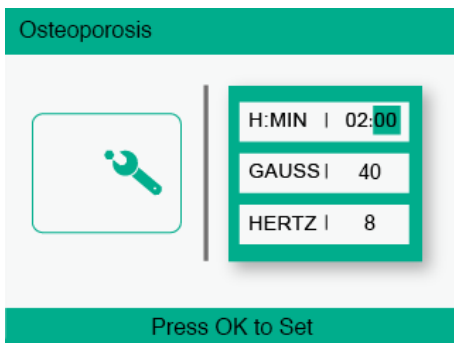 Osteoporosis
H:MIN | 02:00
GAUSS | 40
HERTZ | 8
Press OK to Set